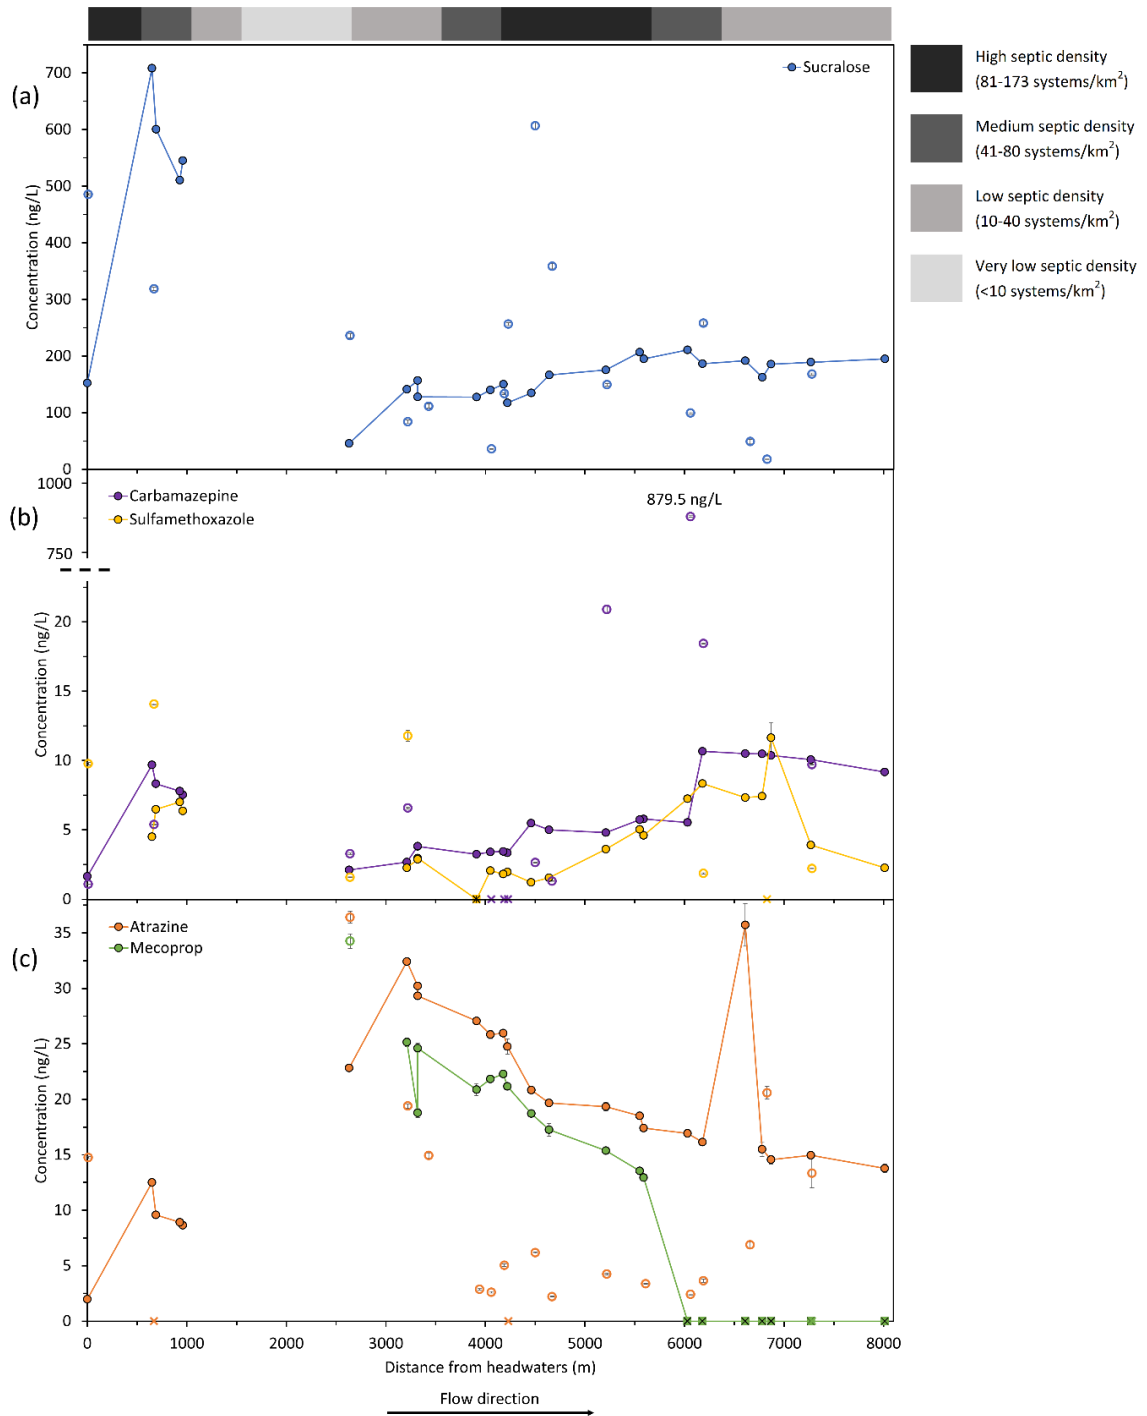 High septic density
(81-173 systems/km²)
Medium septic density
(41-80 systems/km²)
Low septic density
(10-40 systems/km²)
Very low septic density
(<10 systems/km²)
(a)
Sucralose
Concentration (ng/L)
700
600
500
400
300
200
100
0
(b)
Carbamazepine
Sulfamethoxazole
879.5 ng/L
Concentration (ng/L)
1000
750
20
15
10
5
0
(c)
Atrazine
Mecoprop
Concentration (ng/L)
35
30
25
20
15
10
5
0
0 1000 2000 3000 4000 5000 6000 7000 8000
Distance from headwaters (m)
Flow direction